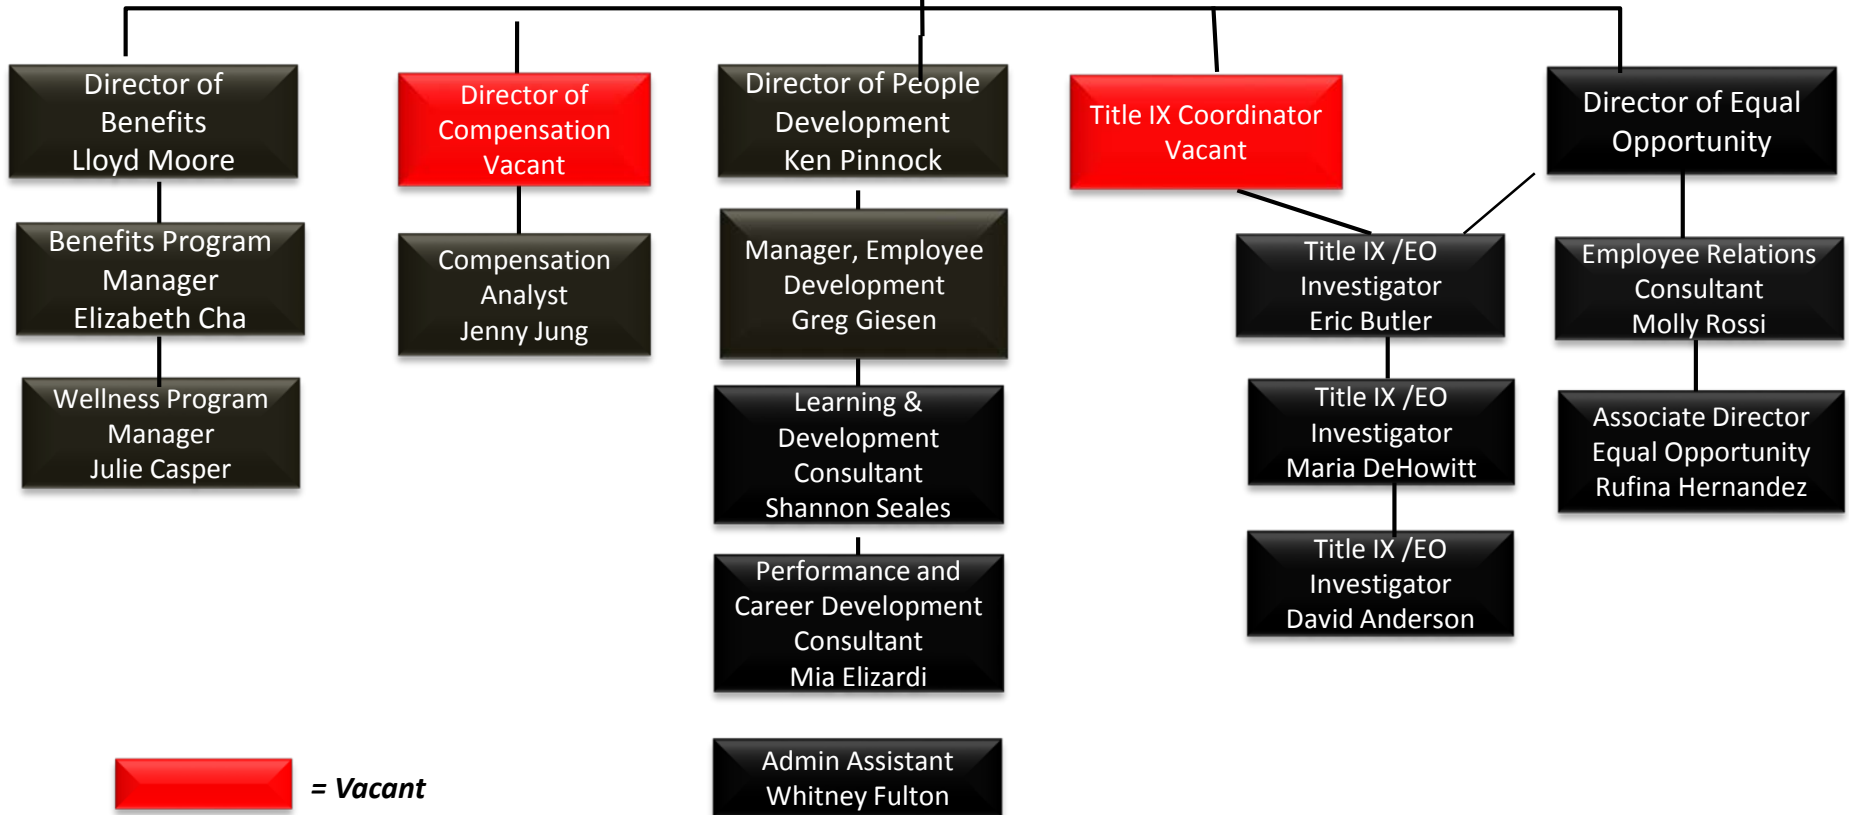 Director of
Benefits
Lloyd Moore
Benefits Program
Manager
Elizabeth Cha
Wellness Program
Manager
Julie Casper
Director of
Compensation
Vacant
Compensation
Analyst
Jenny Jung
Director of People
Development
Ken Pinnock
Manager, Employee
Development
Greg Giesen
Learning &
Development
Consultant
Shannon Seales
Performance and
Career Development
Consultant
Mia Elizardi
Admin Assistant
Whitney Fulton
Title IX Coordinator
Vacant
Title IX /EO
Investigator
Eric Butler
Title IX /EO
Investigator
Maria DeHowitt
Title IX /EO
Investigator
David Anderson
Director of Equal
Opportunity
Employee Relations
Consultant
Molly Rossi
Associate Director
Equal Opportunity
Rufina Hernandez
= Vacant